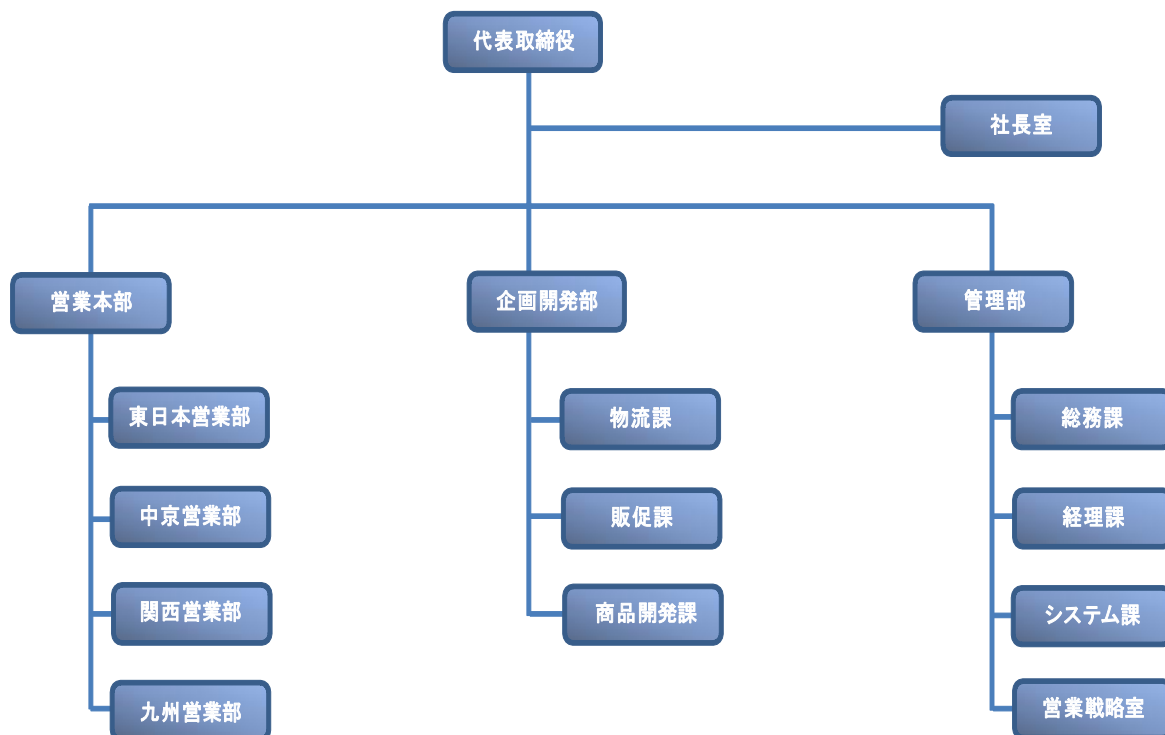 代表取締役
社長室
営業本部
企画開発部
管理部
東日本営業部
物流課
総務課
中京営業部
販促課
経理課
関西営業部
商品開発課
システム課
九州営業部
営業戦略室